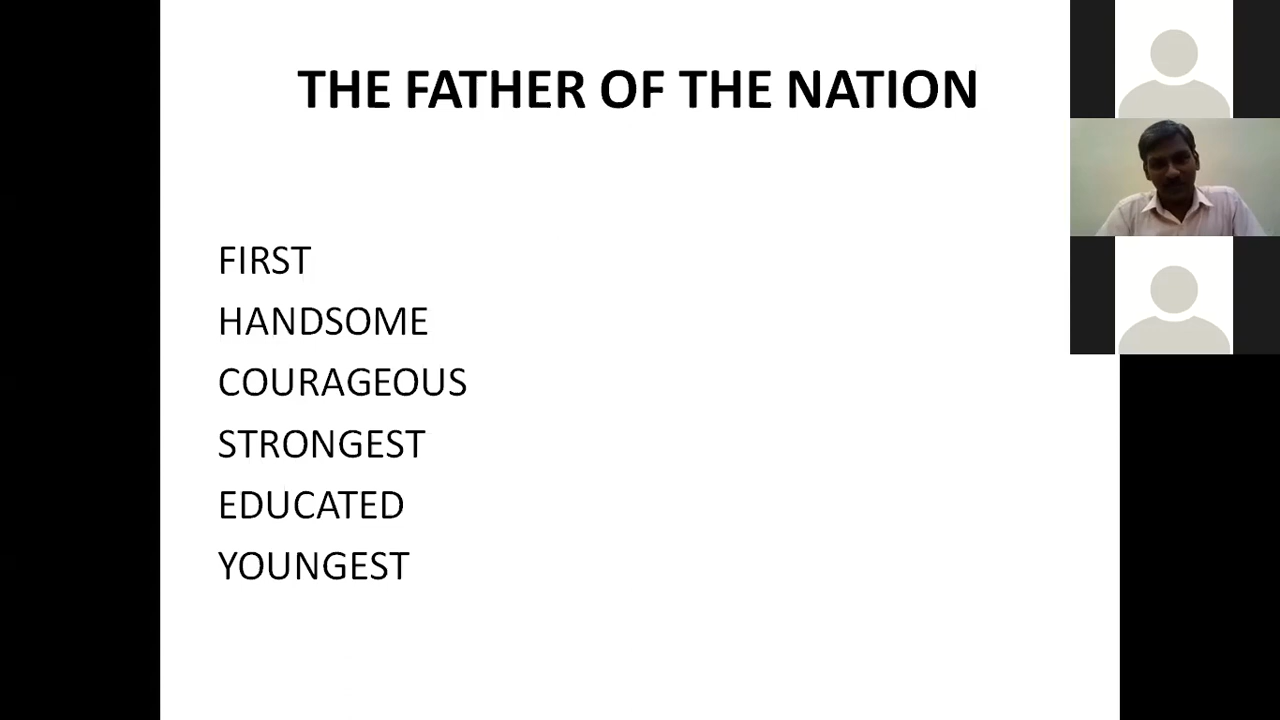 THE FATHER OF THE NATION
FIRST
HANDSOME
COURAGEOUS
STRONGEST
EDUCATED
YOUNGEST